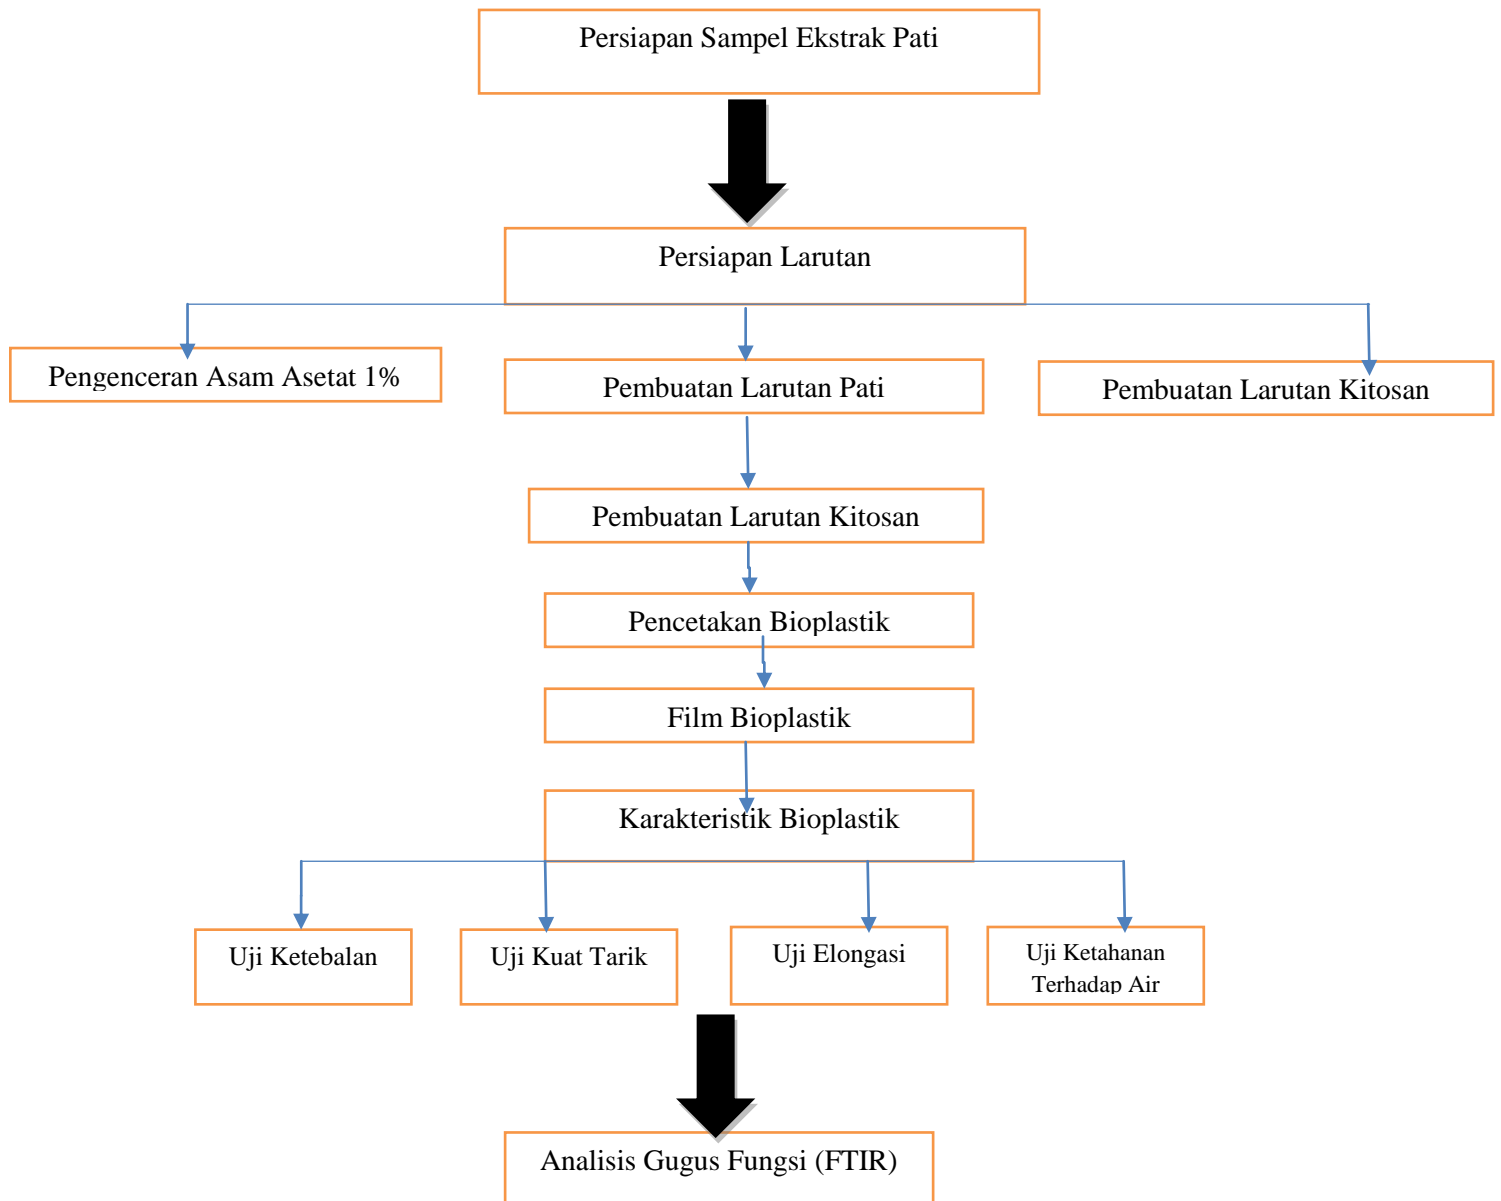 Persiapan Sampel Ekstrak Pati
Persiapan Larutan
Pengenceran Asam Asetat 1%
Pembuatan Larutan Pati
Pembuatan Larutan Kitosan
Pembuatan Larutan Kitosan
Pencetakan Bioplastik
Film Bioplastik
Karakteristik Bioplastik
Uji Ketebalan
Uji Kuat Tarik
Uji Elongasi
Uji Ketahanan
Terhadap Air
Analisis Gugus Fungsi (FTIR)